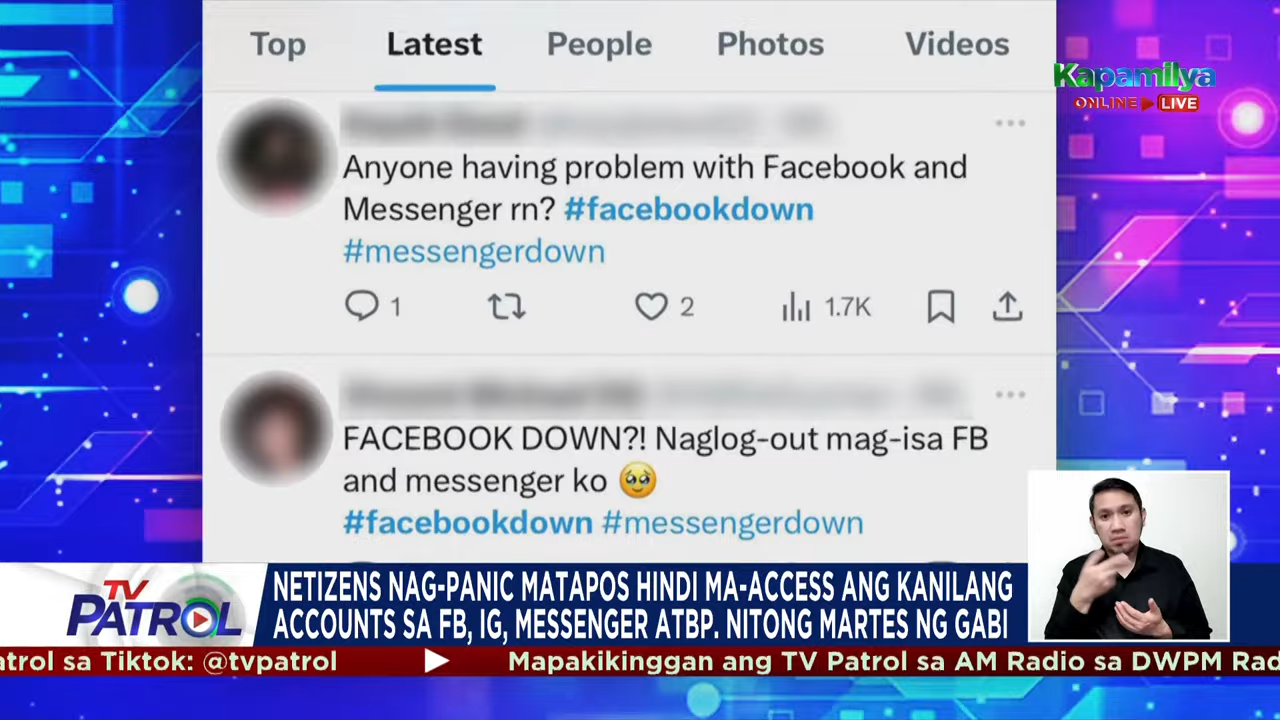 Top Latest People Photos Videos
Kapamilya
ONLINE LIVE
Anyone having problem with Facebook and
Messenger rn? #facebookdown
#messengerdown
1 2 1.7K
FACEBOOK DOWN?! Naglog-out mag-isa FB
and messenger ko 🥹
#facebookdown #messengerdown
TV
PATROL
NETIZENS NAG-PANIC MATAPOS HINDI MA-ACCESS ANG KANILANG
ACCOUNTS SA FB, IG, MESSENGER ATBP. NITONG MARTES NG GABI
atrol sa Tiktok: @tvpatrol Mapakikinggan ang TV Patrol sa AM Radio sa DWPM Rad